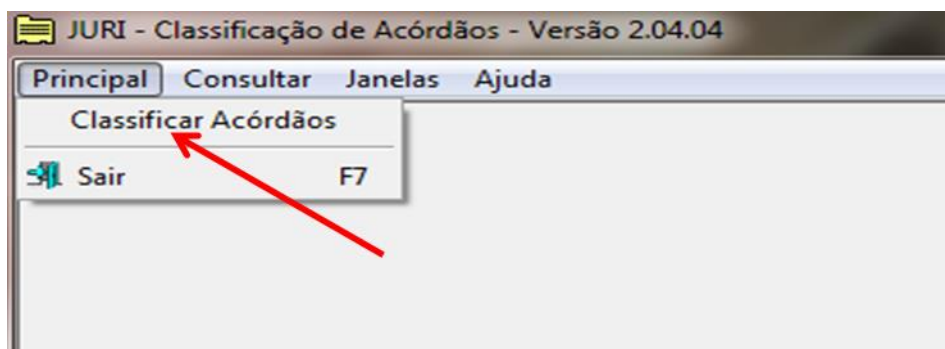 JURI - Classificação de Acórdãos - Versão 2.04.04
Principal Consultar Janelas Ajuda
Classificar Acórdãos
Sair F7